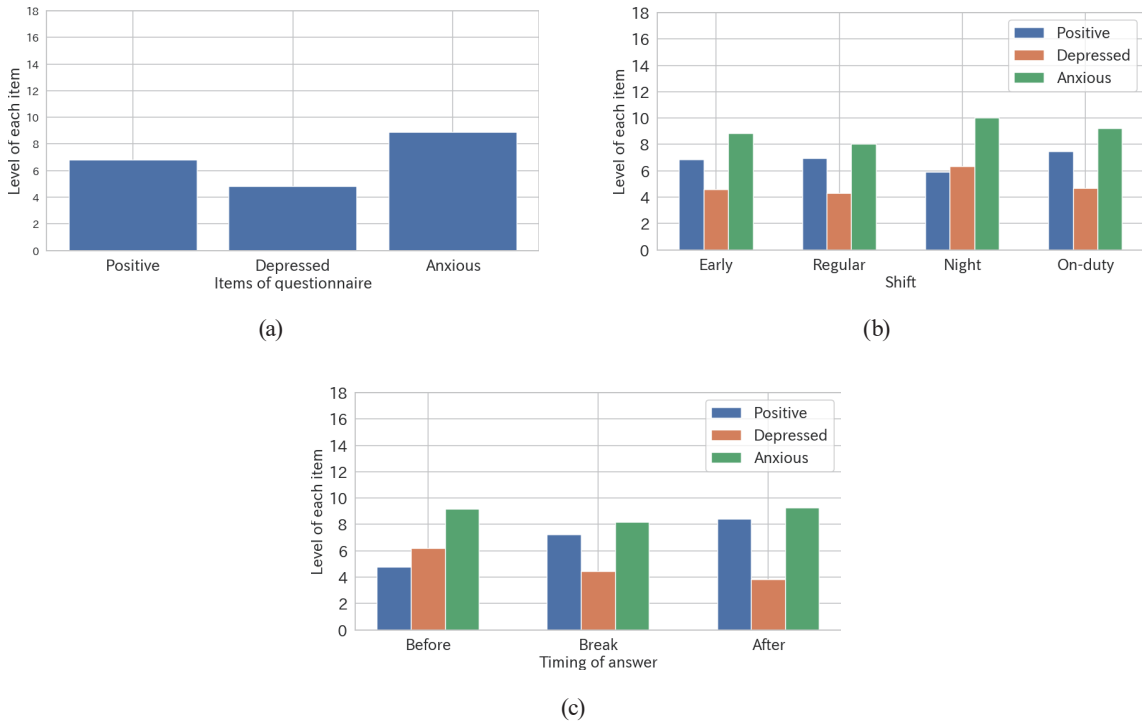 18
16
14
12
10
8
6
4
2
0
Level of each item
Positive Depressed Anxious
Items of questionnaire
(a)
18
16
14
12
10
8
6
4
2
0
Level of each item
Positive
Depressed
Anxious
Early Regular Night On-duty
Shift
(b)
18
16
14
12
10
8
6
4
2
0
Level of each item
Positive
Depressed
Anxious
Before Break After
Timing of answer
(c)